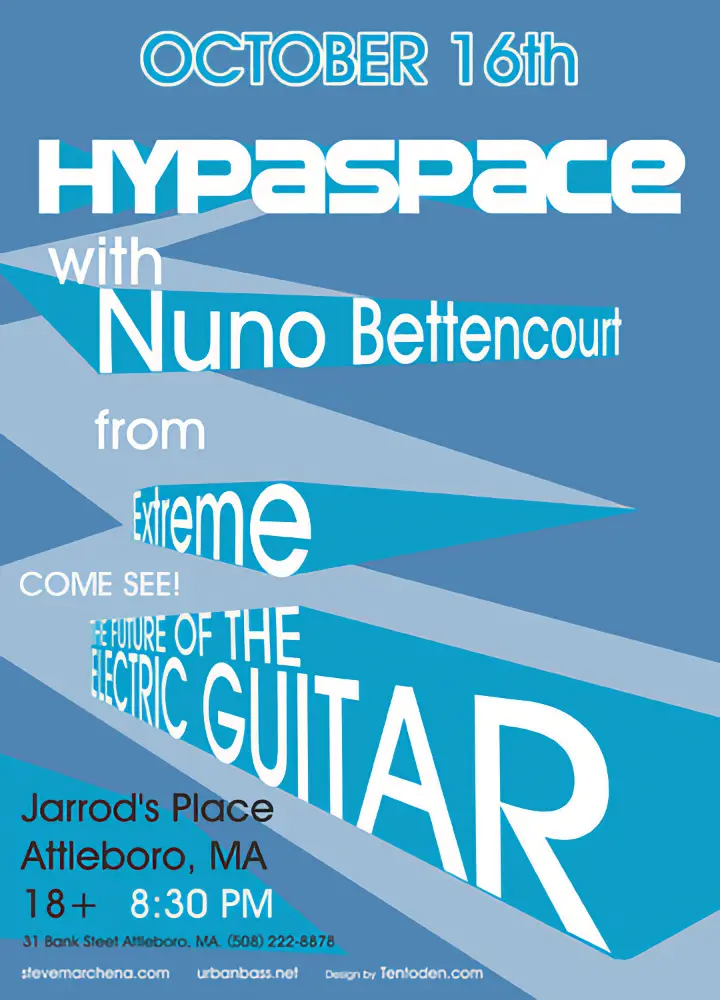 OCTOBER 16th
HYPASPACE
with
Nuno Bettencourt
from
Extreme
COME SEE!
THE FUTURE OF THE
ELECTRIC GUITAR
Jarrod's Place
Attleboro, MA
18+ 8:30 PM
31 Bank Steet Attleboro, MA. (508) 222-8878
stevemarchena.com urbanbass.net Design by Tentoden.com